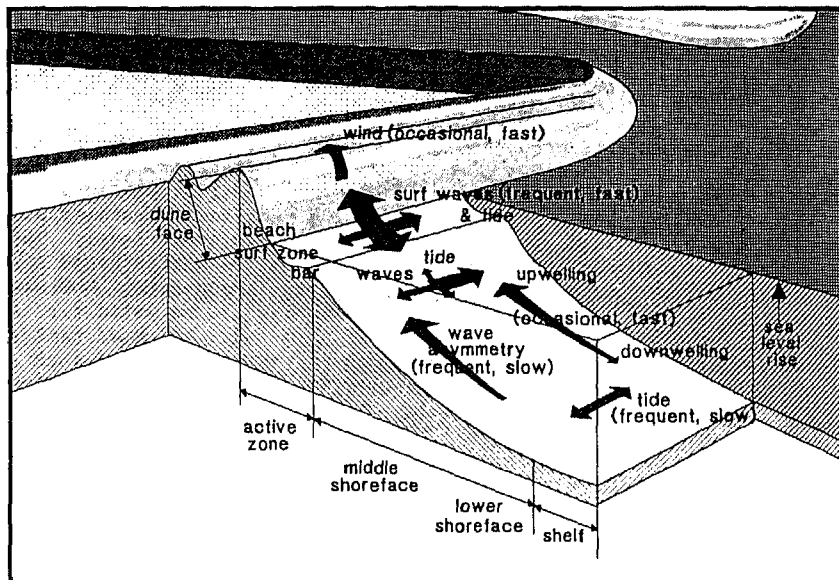 wind (occasional, fast)
surf waves (frequent, fast)
& tide
dune
face
beach
surf zone
bar
tide
waves
upwelling
(occasional, fast)
wave
asymmetry
(frequent, slow)
downwelling
sea
level
rise
tide
(frequent, slow)
active
zone
middle
shoreface
lower
shoreface
shelf